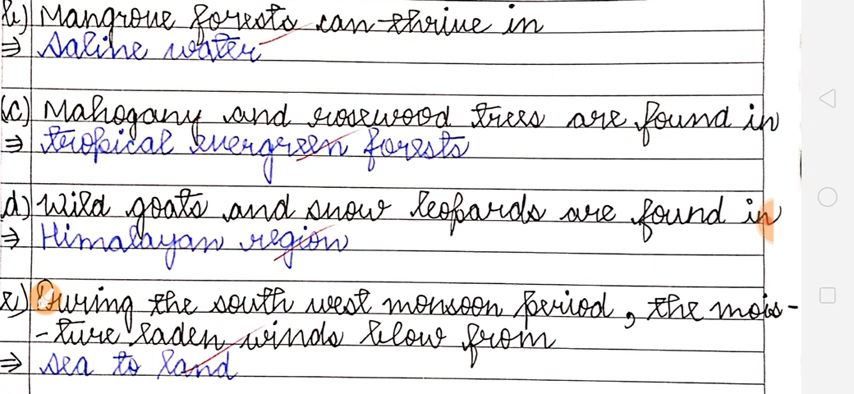 b) Mangrove forests can thrive in
⇒ saline water
(c) Mahogany and rosewood trees are found in
⇒ tropical evergreen forests
d) Wild goats and snow leopards are found in
⇒ Himalayan region
e) During the south west monsoon period, the mois-
-ture laden winds blow from
⇒ sea to land